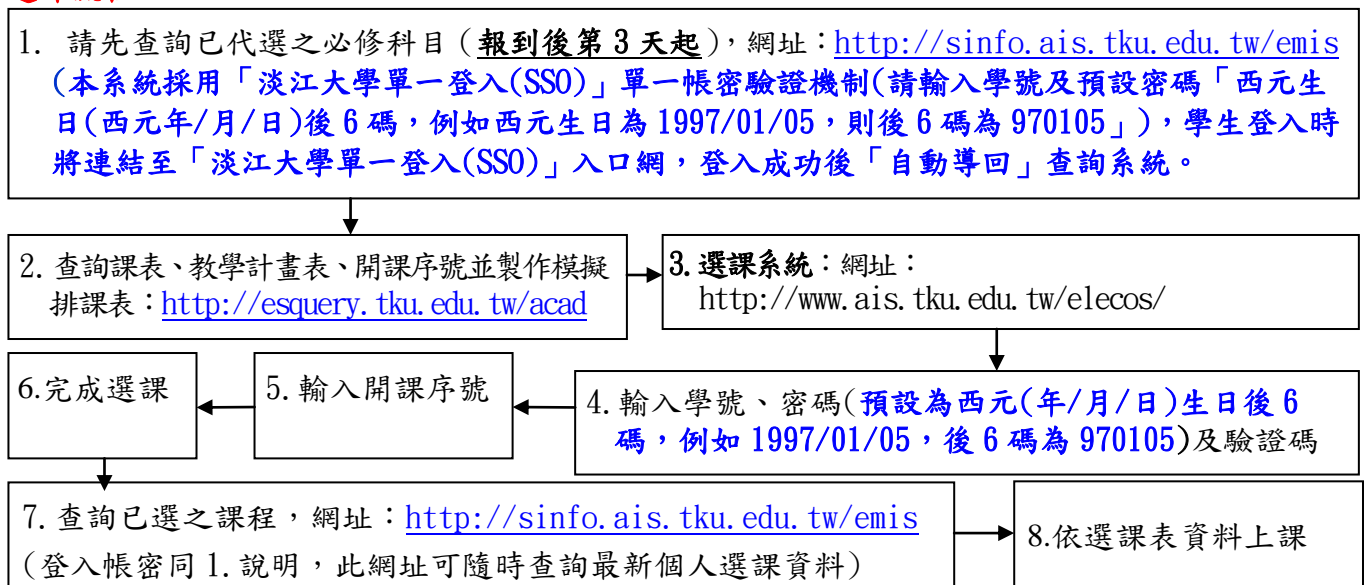 1. 請先查詢已代選之必修科目(報到後第3天起),網址:http://sinfo.ais.tku.edu.tw/emis
(本系統採用「淡江大學單一登入(SSO)」單一帳密驗證機制(請輸入學號及預設密碼「西元生
日(西元年/月/日)後6碼,例如西元生日為1997/01/05,則後6碼為970105」),學生登入時
將連結至「淡江大學單一登入(SSO)」入口網,登入成功後「自動導回」查詢系統。
2. 查詢課表、教學計畫表、開課序號並製作模擬
排課表:http://esquery.tku.edu.tw/acad
3. 選課系統:網址:
http://www.ais.tku.edu.tw/elecos/
4. 輸入學號、密碼(預設為西元(年/月/日)生日後6
碼,例如1997/01/05,後6碼為970105)及驗證碼
5. 輸入開課序號
6.完成選課
7. 查詢已選之課程,網址:http://sinfo.ais.tku.edu.tw/emis
(登入帳密同1.說明,此網址可隨時查詢最新個人選課資料)
8.依選課表資料上課